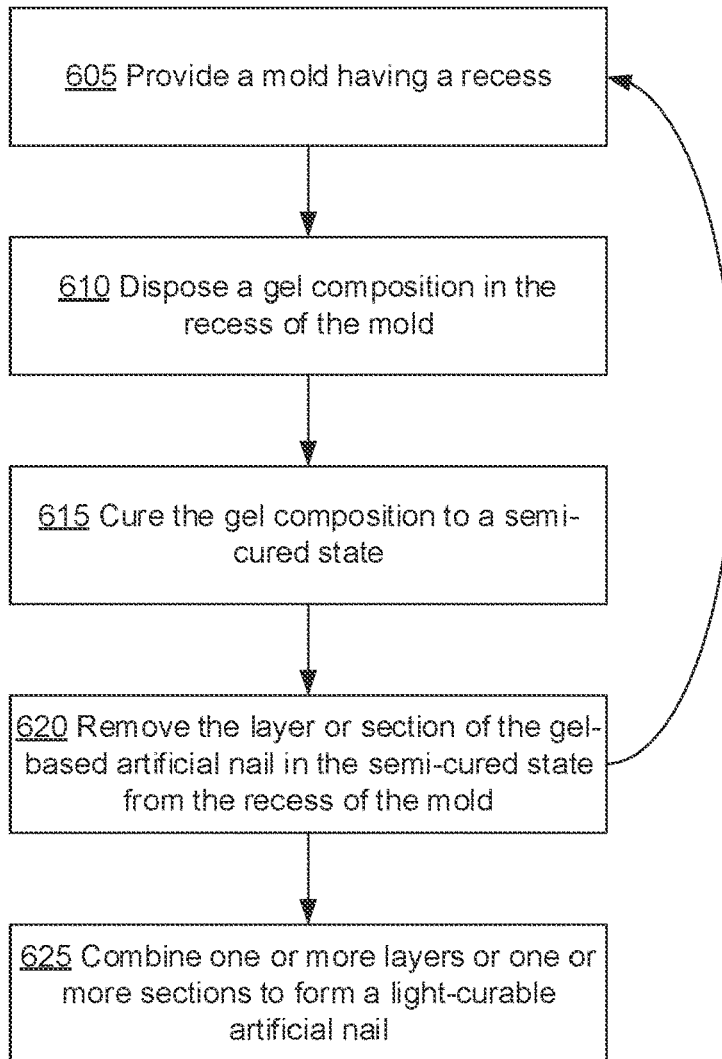 605 Provide a mold having a recess
610 Dispose a gel composition in the
recess of the mold
615 Cure the gel composition to a semi-
cured state
620 Remove the layer or section of the gel-
based artificial nail in the semi-cured state
from the recess of the mold
625 Combine one or more layers or one or
more sections to form a light-curable
artificial nail